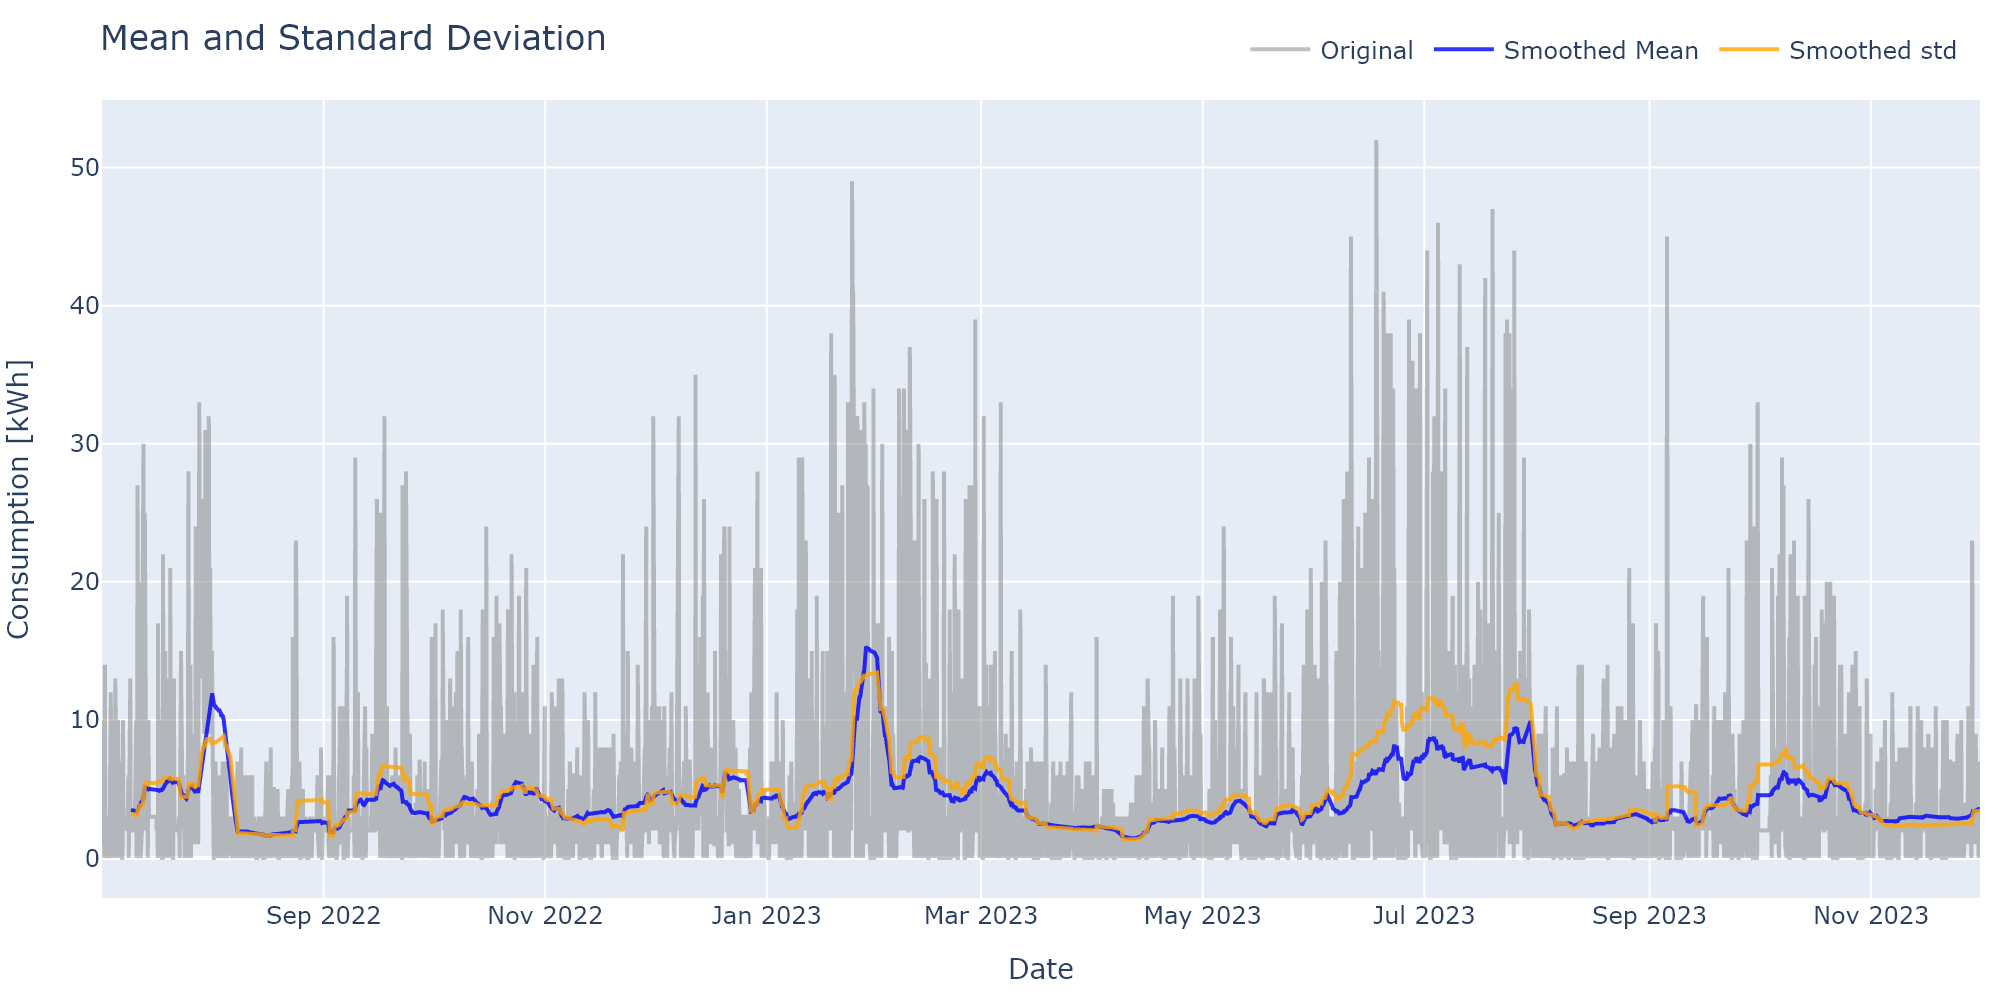 Mean and Standard Deviation
Original
Smoothed Mean
Smoothed std
Consumption [kWh]
50
40
30
20
10
0
Sep 2022
Nov 2022
Jan 2023
Mar 2023
May 2023
Jul 2023
Sep 2023
Nov 2023
Date